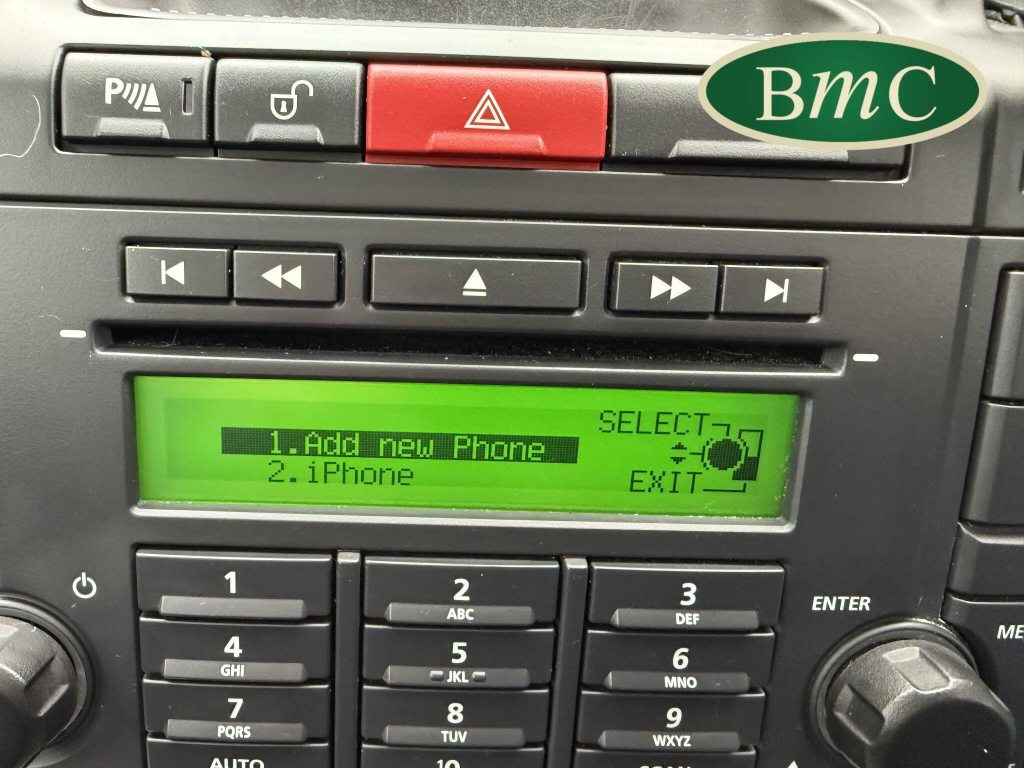 P
BmC
1.Add new Phone
2.iPhone
SELECT
EXIT
1
2
ABC
3
DEF
ENTER
4
GHI
5
JKL
6
MNO
7
PQRS
8
TUV
9
WXYZ
AUTO